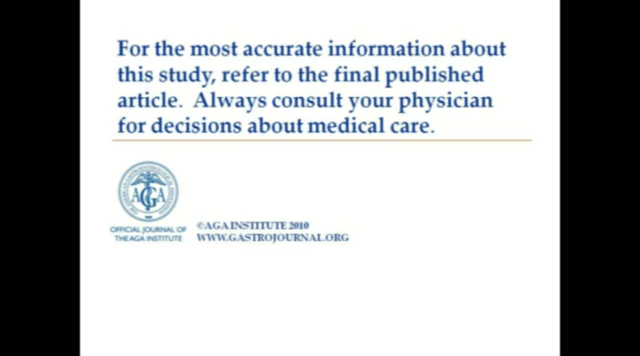 For the most accurate information about
this study, refer to the final published
article. Always consult your physician
for decisions about medical care.
AGA
OFFICIAL JOURNAL OF
THE AGA INSTITUTE
©AGA INSTITUTE 2010
WWW.GASTROJOURNAL.ORG